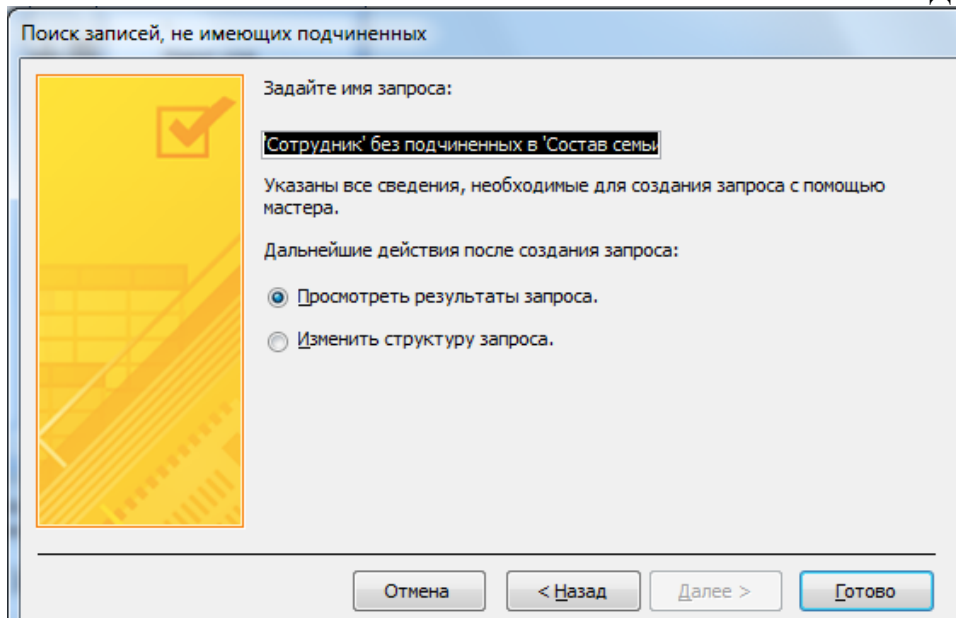 Поиск записей, не имеющих подчиненных
Задайте имя запроса:
'Сотрудник' без подчиненных в 'Состав семьи
Указаны все сведения, необходимые для создания запроса с помощью
мастера.
Дальнейшие действия после создания запроса:
Просмотреть результаты запроса.
Изменить структуру запроса.
Отмена
< Назад
Далее >
Готово